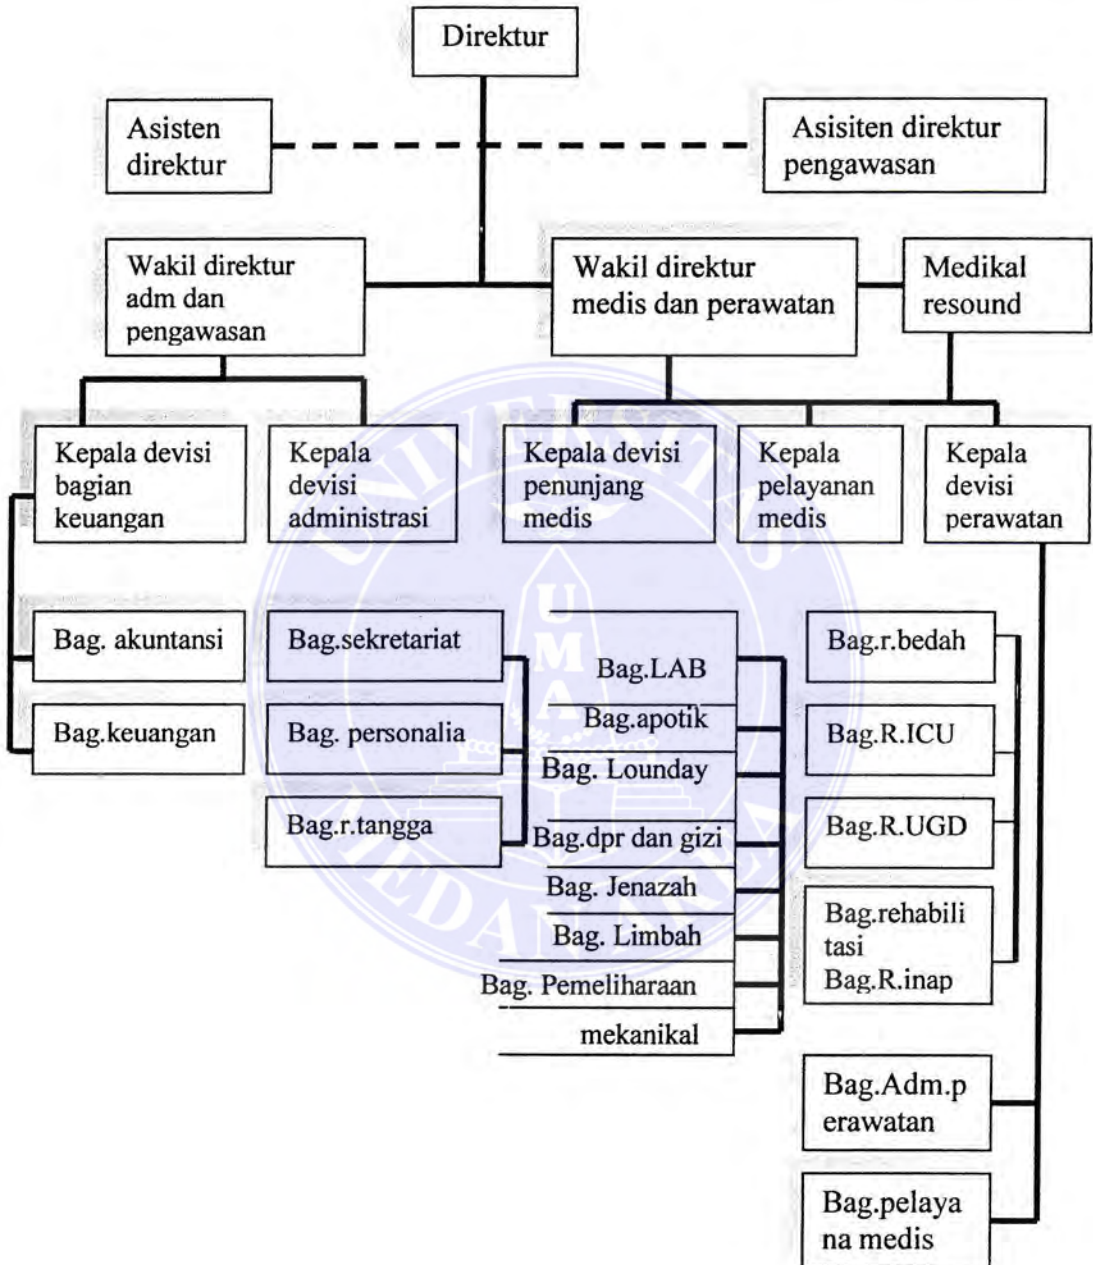 Direktur
Asisten
direktur
Asisiten direktur
pengawasan
Wakil direktur
adm dan
pengawasan
Wakil direktur
medis dan perawatan
Medikal
resound
Kepala devisi
bagian
keuangan
Kepala
devisi
administrasi
Kepala devisi
penunjang
medis
Kepala
pelayanan
medis
Kepala
devisi
perawatan
Bag. akuntansi
Bag.keuangan
Bag.sekretariat
Bag. personalia
Bag.r.tangga
Bag.LAB
Bag.apotik
Bag. Lounday
Bag.dpr dan gizi
Bag. Jenazah
Bag. Limbah
Bag. Pemeliharaan
mekanikal
Bag.r.bedah
Bag.R.ICU
Bag.R.UGD
Bag.rehabili
tasi
Bag.R.inap
Bag.Adm.p
erawatan
Bag.pelaya
na medis
UNIVERSITAS
MEDAN AREA
U
M
A